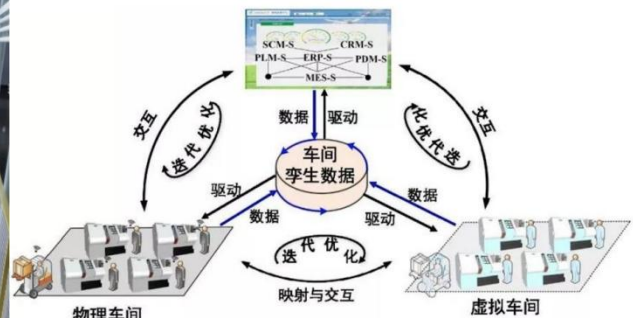 SCM-S CRM-S
PLM-S ERP-S PDM-S
MES-S
数据 驱动
交互
迭代优化
化优代迭
交互
车间
孪生数据
驱动
数据
数据
驱动
迭代优化
映射与交互
物理车间
虚拟车间